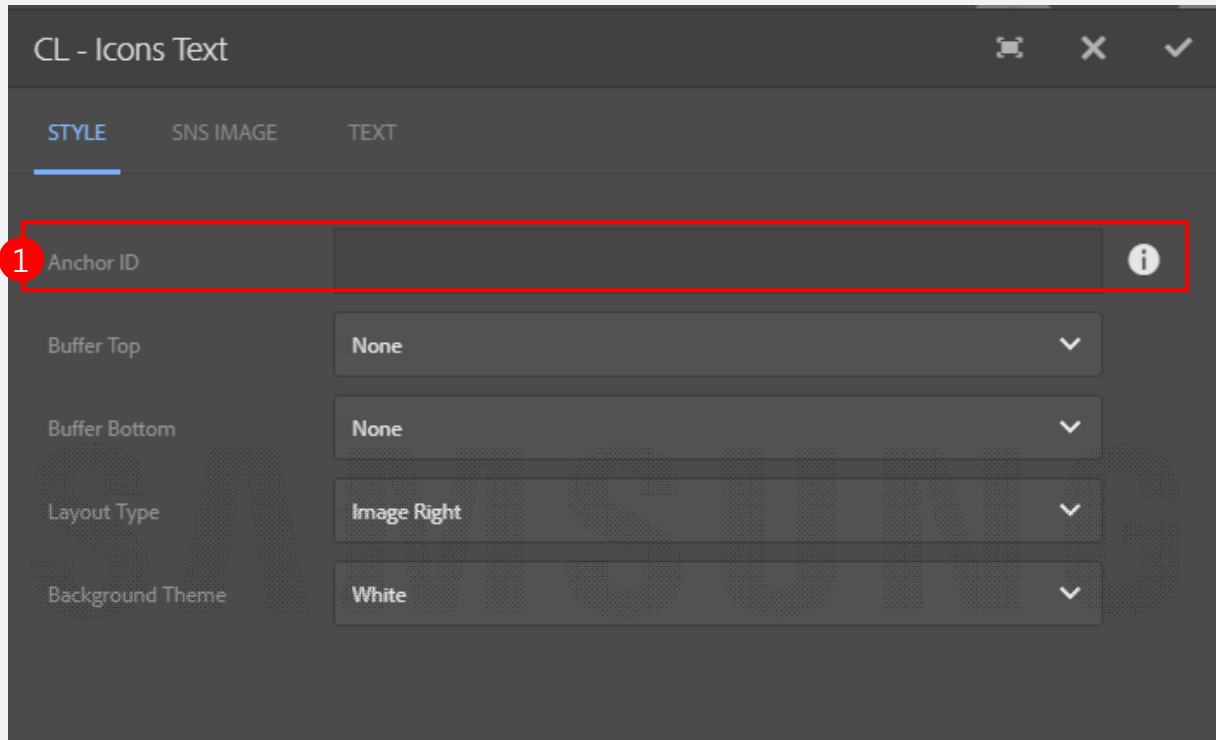 CL - Icons Text
STYLE SNS IMAGE TEXT
1 Anchor ID
Buffer Top None
Buffer Bottom None
Layout Type Image Right
Background Theme White
SAMSUNG